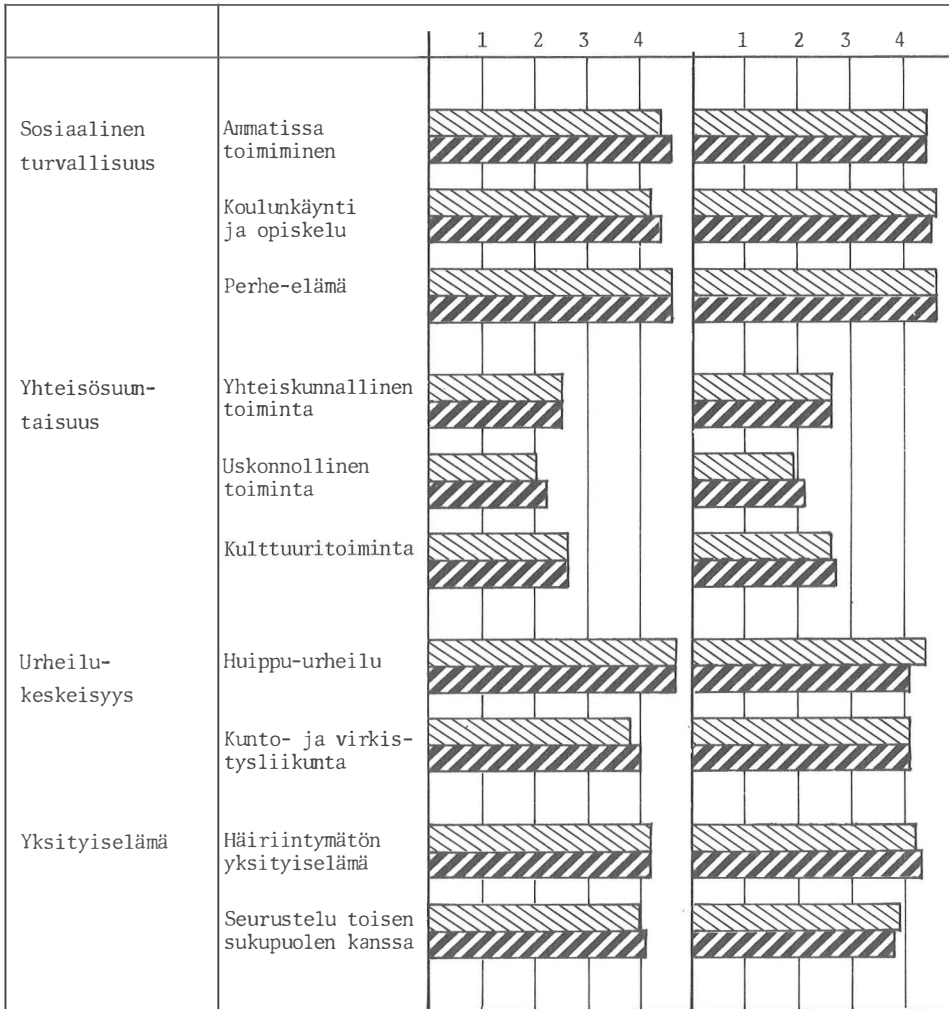 1 2 3 4 1 2 3 4
Sosiaalinen
turvallisuus
Ammatissa
toimiminen
Koulunkäynti
ja opiskelu
Perhe-elämä
Yhteisösuun-
taisuus
Yhteiskunnallinen
toiminta
Uskonnollinen
toiminta
Kulttuuritoiminta
Urheilu-
keskeisyys
Huippu-urheilu
Kunto- ja virkis-
tysliikunta
Yksityiselämä
Häiriintymätön
yksityiselämä
Seurustelu toisen
sukupuolen kanssa